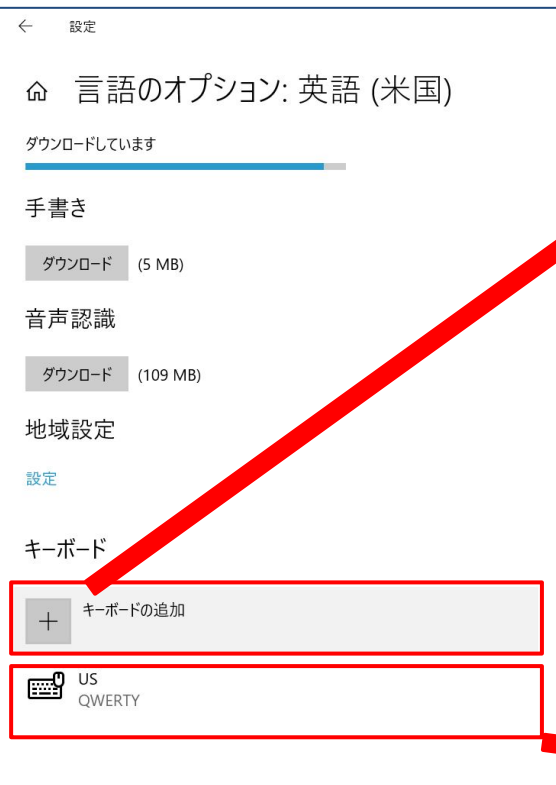 設定
言語のオプション: 英語 (米国)
ダウンロードしています
手書き
ダウンロード (5 MB)
音声認識
ダウンロード (109 MB)
地域設定
設定
キーボード
キーボードの追加
US
QWERTY